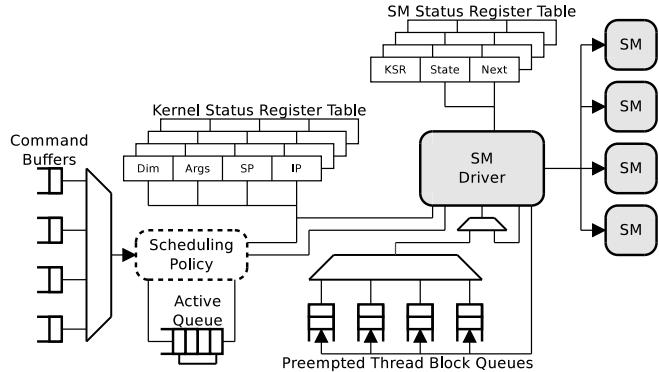 SM Status Register Table
KSR State Next
SM
SM
SM
SM
Kernel Status Register Table
Dim Args SP IP
Command
Buffers
SM
Driver
Scheduling
Policy
Active
Queue
Preempted Thread Block Queues